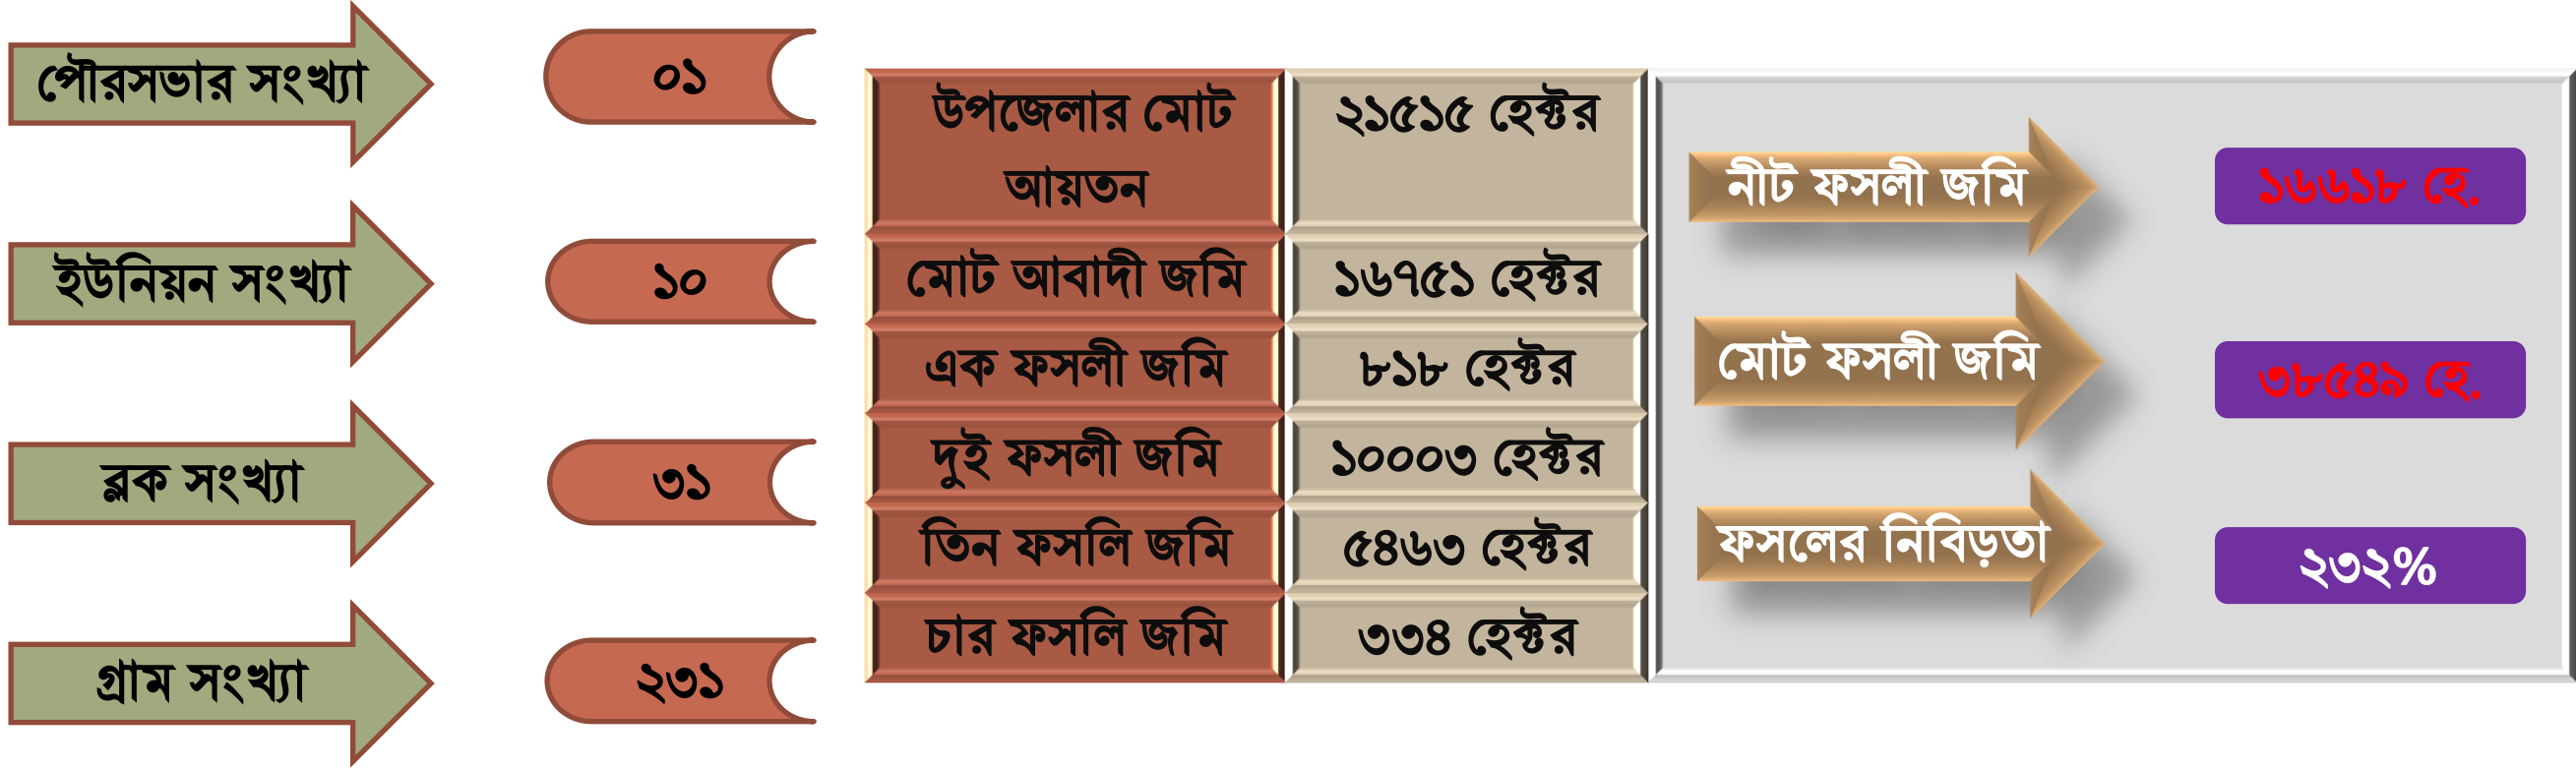 পৌরসভার সংখ্যা
০১
ইউনিয়ন সংখ্যা
১০
ব্লক সংখ্যা
৩১
গ্রাম সংখ্যা
২৩১
উপজেলার মোট
আয়তন
২১৫১৫ হেক্টর
মোট আবাদী জমি
১৬৭৫১ হেক্টর
এক ফসলী জমি
৮১৮ হেক্টর
দুই ফসলী জমি
১০০০৩ হেক্টর
তিন ফসলি জমি
৫৪৬৩ হেক্টর
চার ফসলি জমি
৩৩৪ হেক্টর
নীট ফসলী জমি
১৬৬১৮ হে.
মোট ফসলী জমি
৩৮৫৪৯ হে.
ফসলের নিবিড়তা
২৩২%